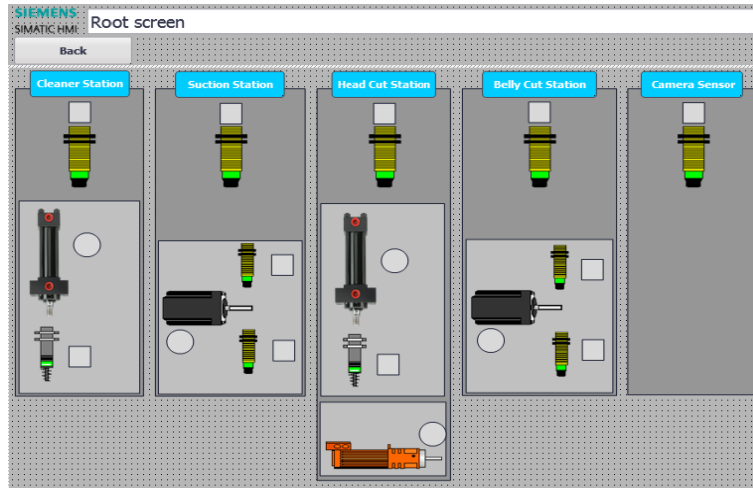 SIEMENS
SIMATIC HMI
Root screen
Back
Cleaner Station
Suction Station
Head Cut Station
Belly Cut Station
Camera Sensor